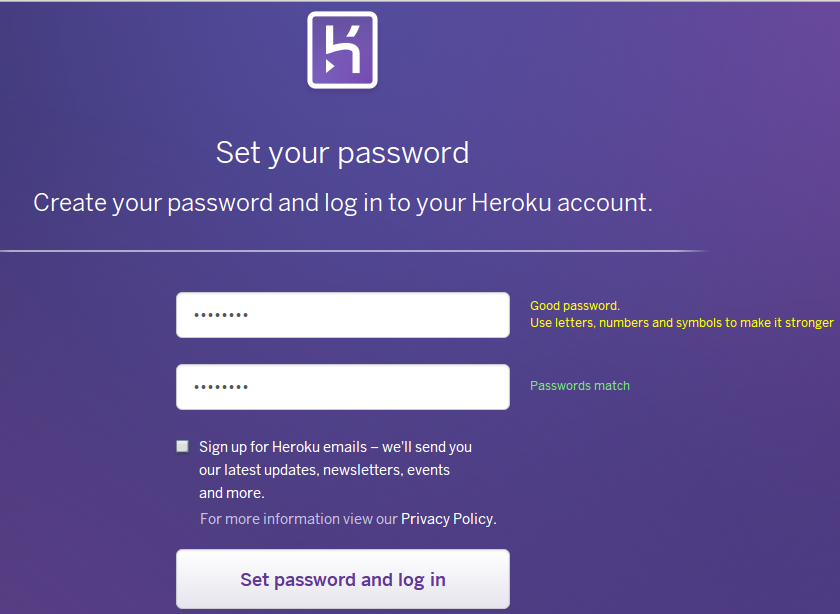 Set your password
Create your password and log in to your Heroku account.
••••••••
Good password.
Use letters, numbers and symbols to make it stronger
••••••••
Passwords match
Sign up for Heroku emails – we'll send you
our latest updates, newsletters, events
and more.
For more information view our Privacy Policy.
Set password and log in